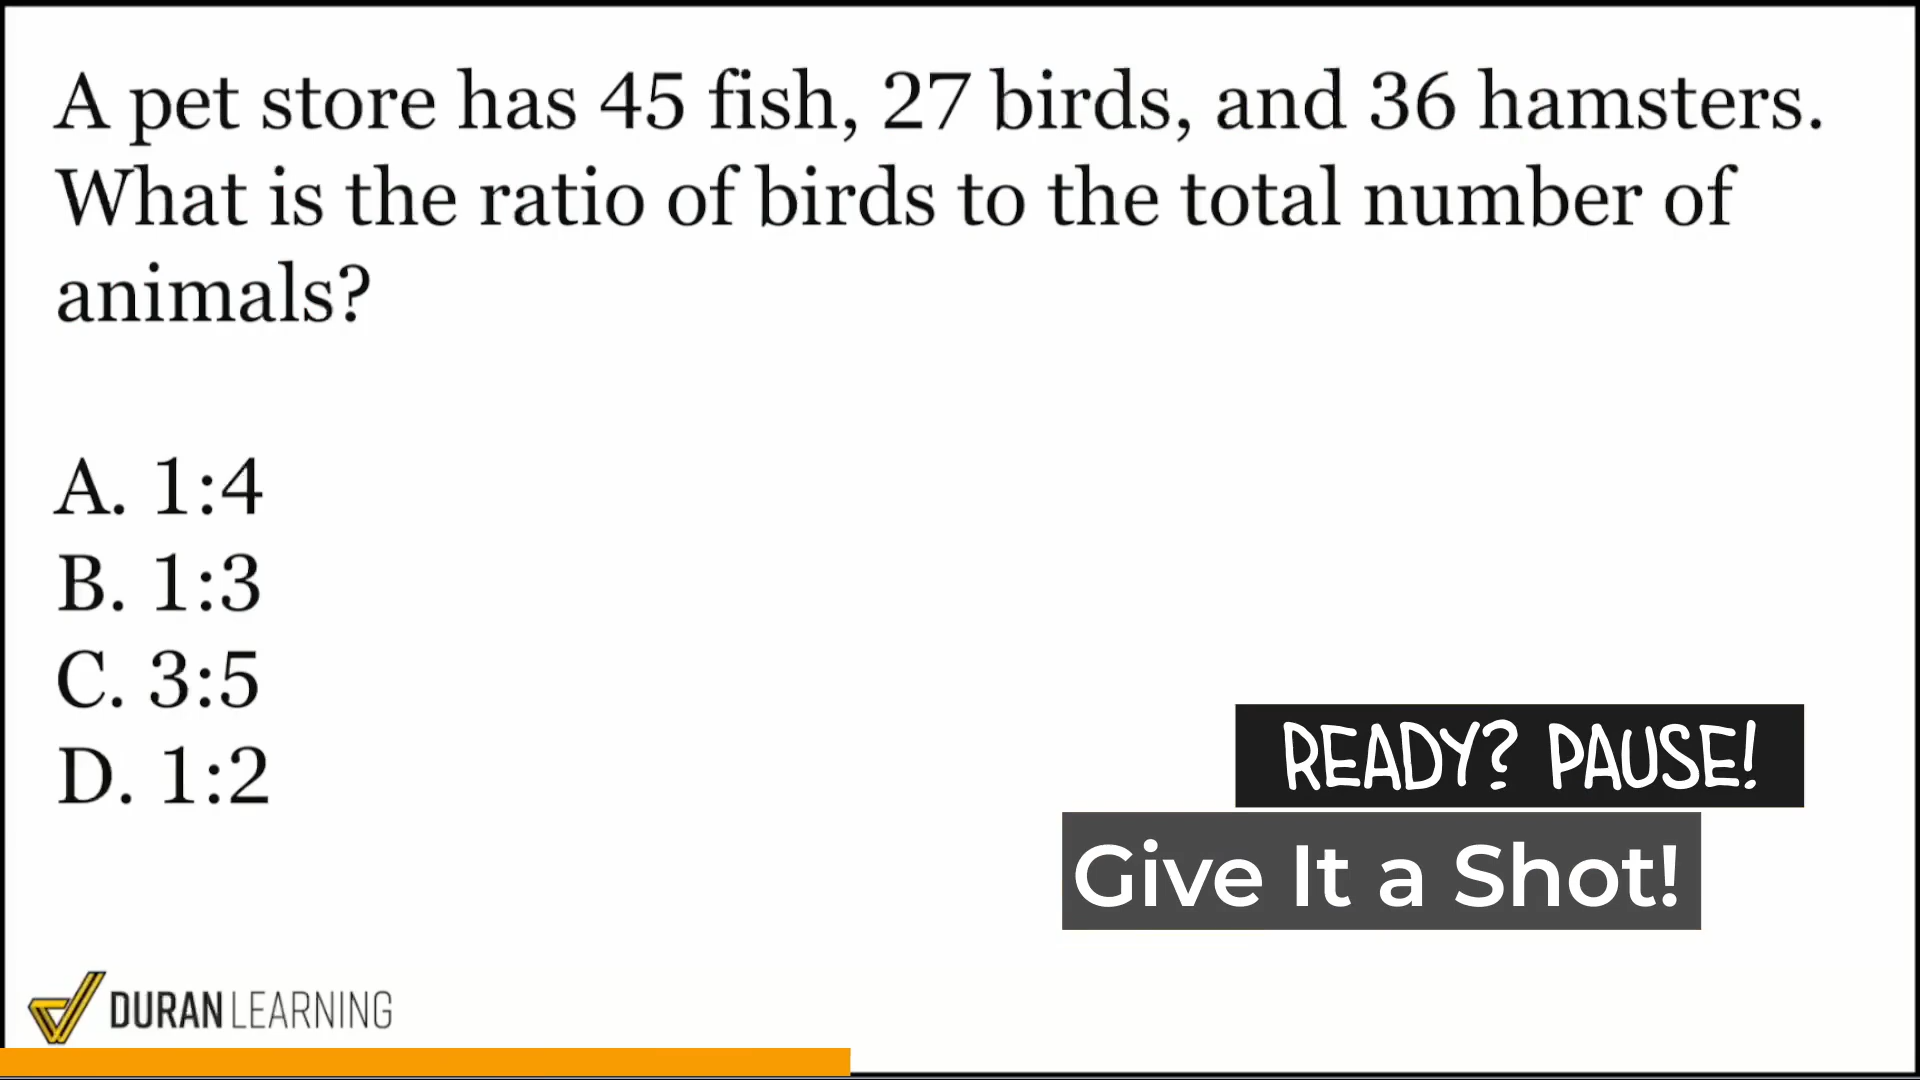 A pet store has 45 fish, 27 birds, and 36 hamsters.
What is the ratio of birds to the total number of
animals?
A. 1:4
B. 1:3
C. 3:5
D. 1:2
READY? PAUSE!
Give It a Shot!
DURAN LEARNING